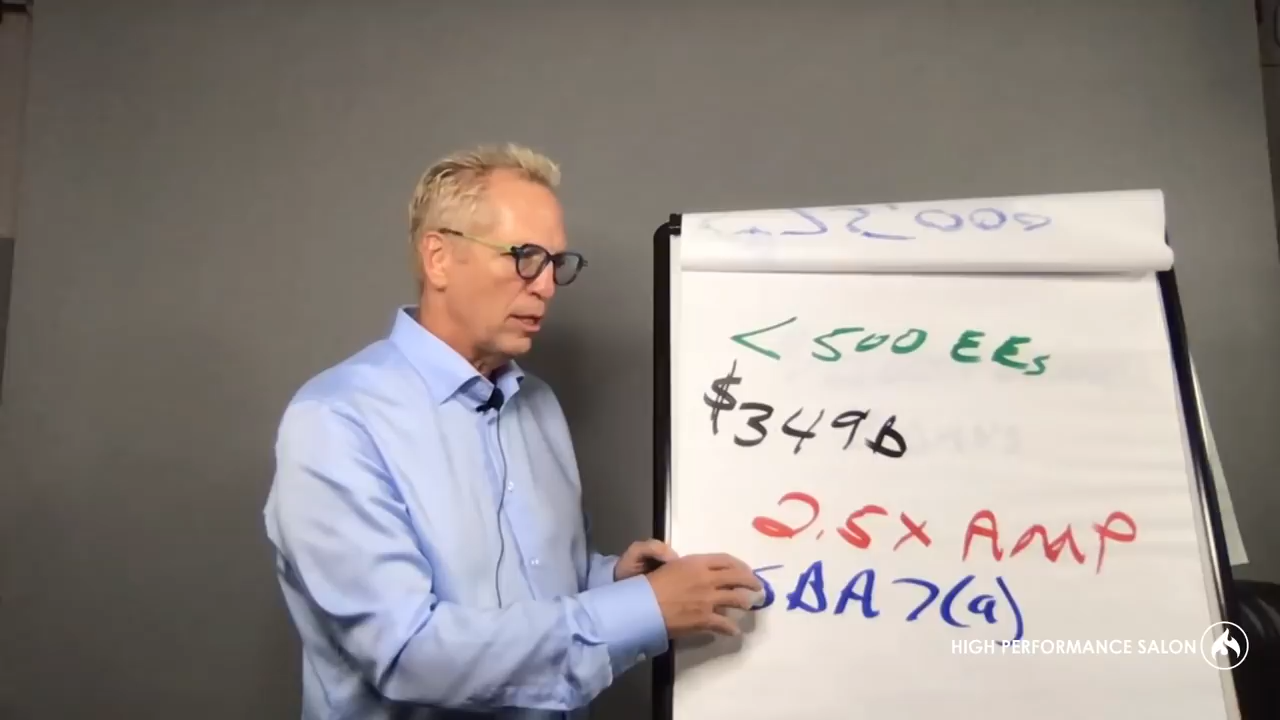 < 500 EEs
$349b
2.5x AMP
SBA 7(a)
HIGH PERFORMANCE SALON